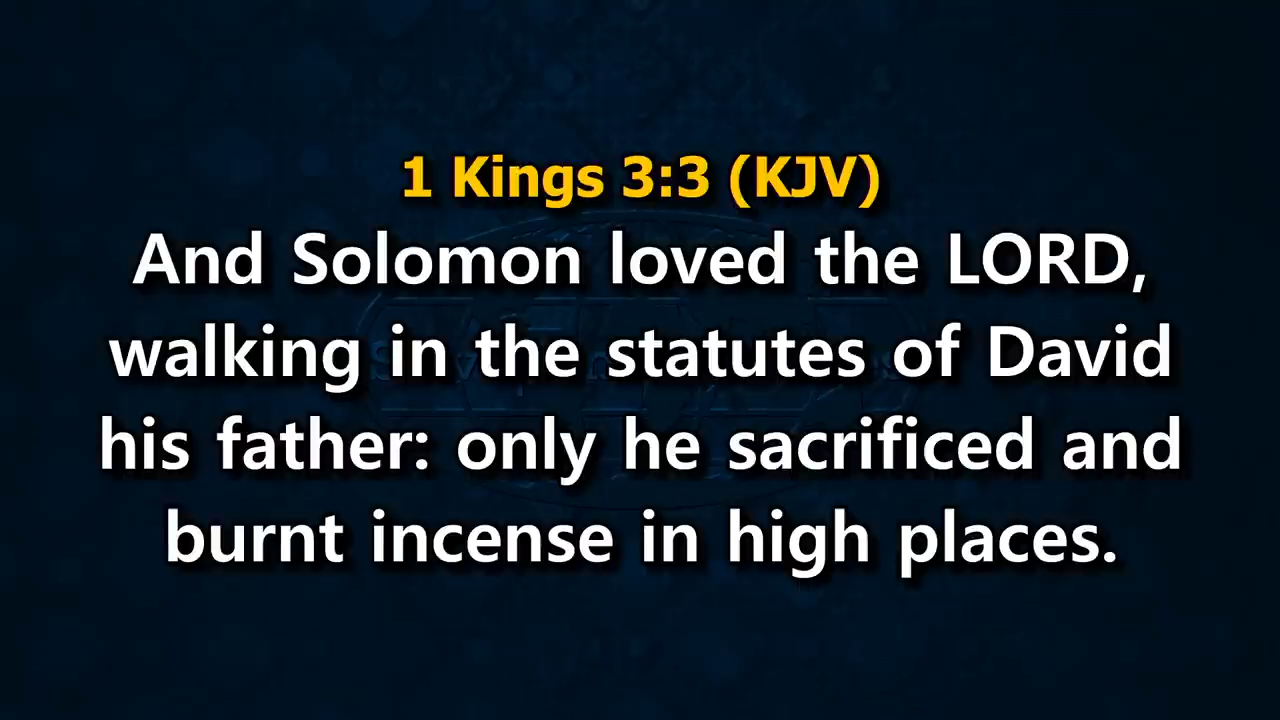 1 Kings 3:3 (KJV)
And Solomon loved the LORD,
walking in the statutes of David
his father: only he sacrificed and
burnt incense in high places.